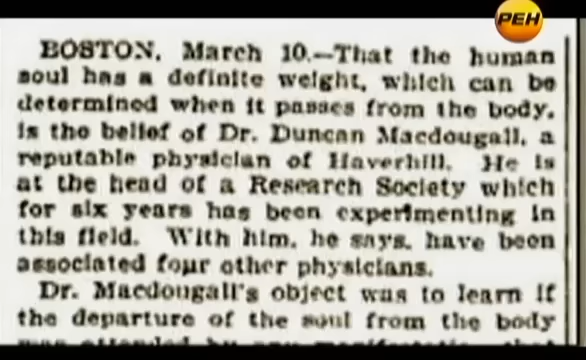 РЕН
BOSTON, March 10.—That the human
soul has a definite weight, which can be
determined when it passes from the body,
is the belief of Dr. Duncan Macdougall, a
reputable physician of Haverhill. He is
at the head of a Research Society which
for six years has been experimenting in
this field. With him, he says, have been
associated four other physicians.
Dr. Macdougall's object was to learn if
the departure of the soul from the body